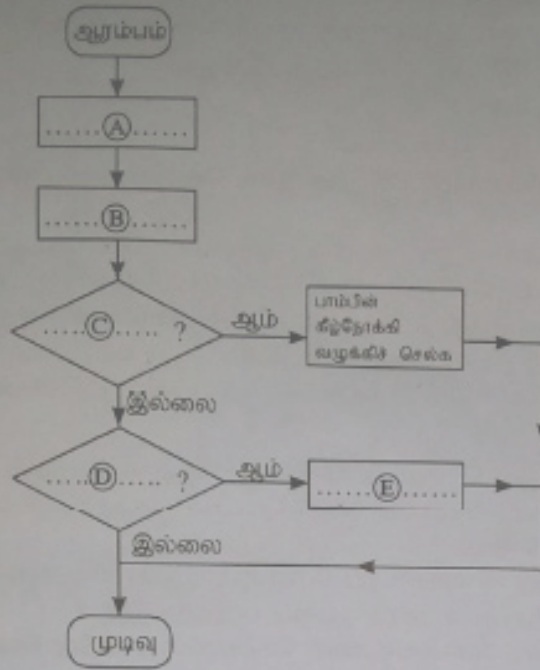 ஆரம்பம்
......Ⓐ......
......Ⓑ......
.....Ⓒ..... ?
ஆம்
பாம்பின்
கீழ்நோக்கி
வழுக்கிச் செல்க
இல்லை
.....Ⓓ..... ?
ஆம்
......Ⓔ......
இல்லை
முடிவு